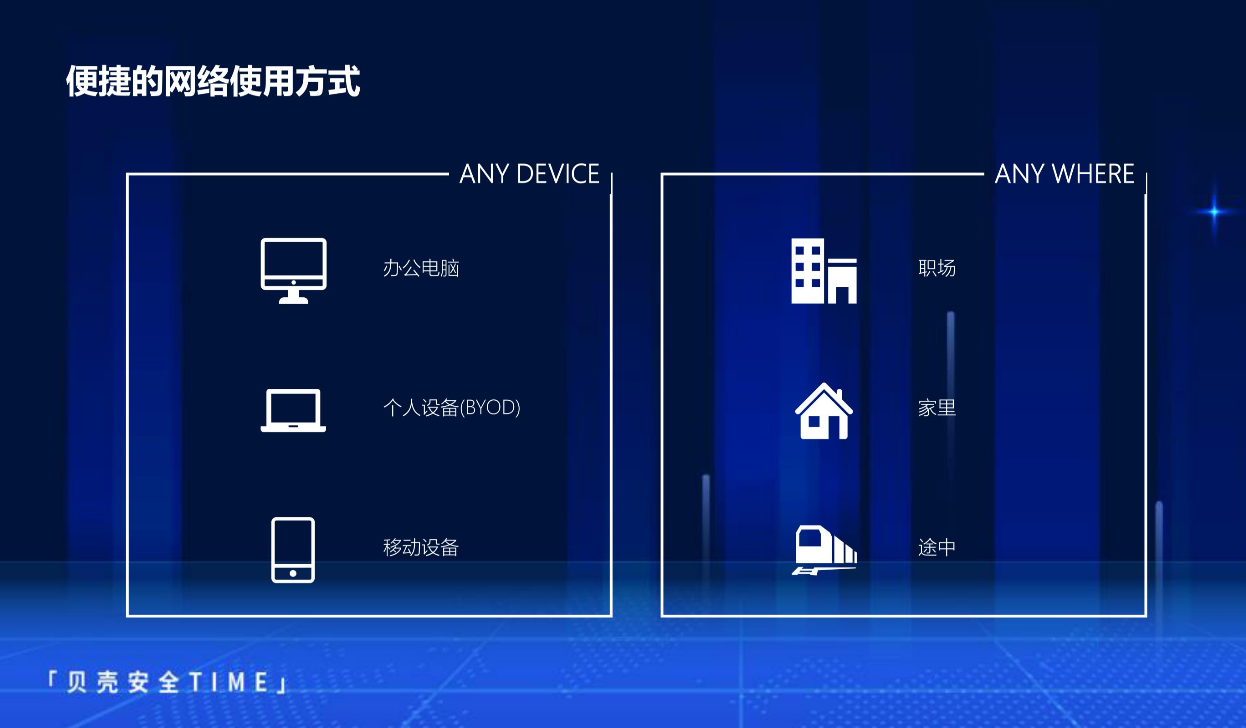 便捷的网络使用方式
ANY DEVICE
办公电脑
个人设备(BYOD)
移动设备
ANY WHERE
职场
家里
途中
「贝壳安全TIME」